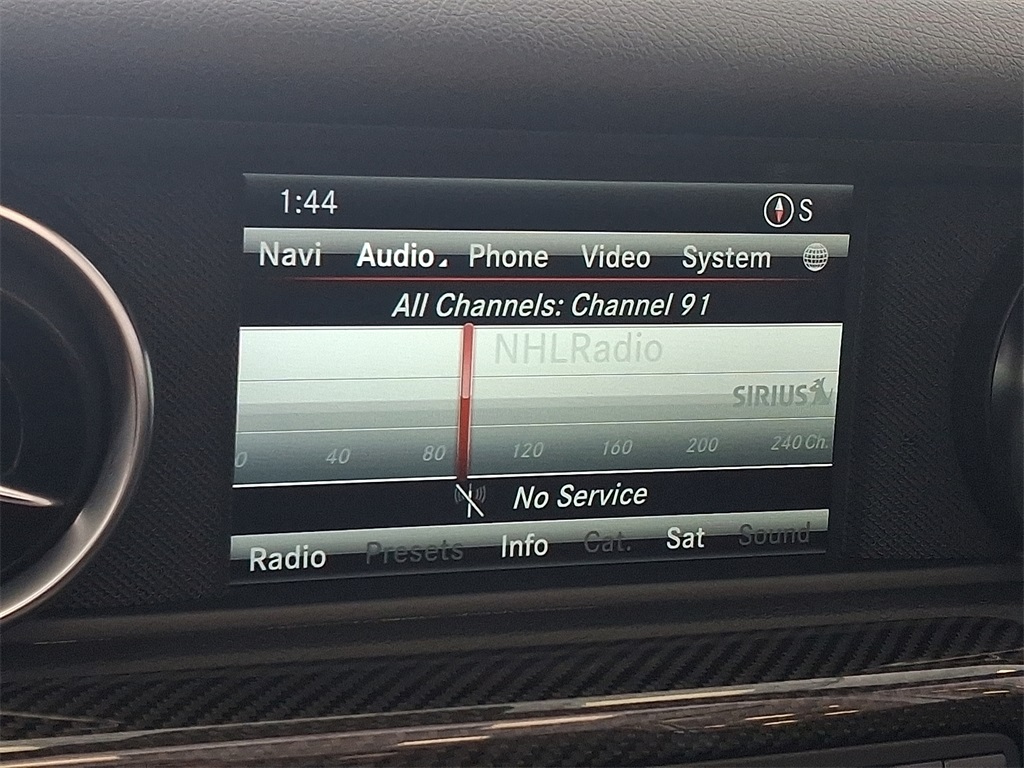 1:44 S
Navi Audio Phone Video System
All Channels: Channel 91
NHLRadio
SIRIUS
0 40 80 120 160 200 240 Ch.
No Service
Radio Presets Info Cat. Sat Sound